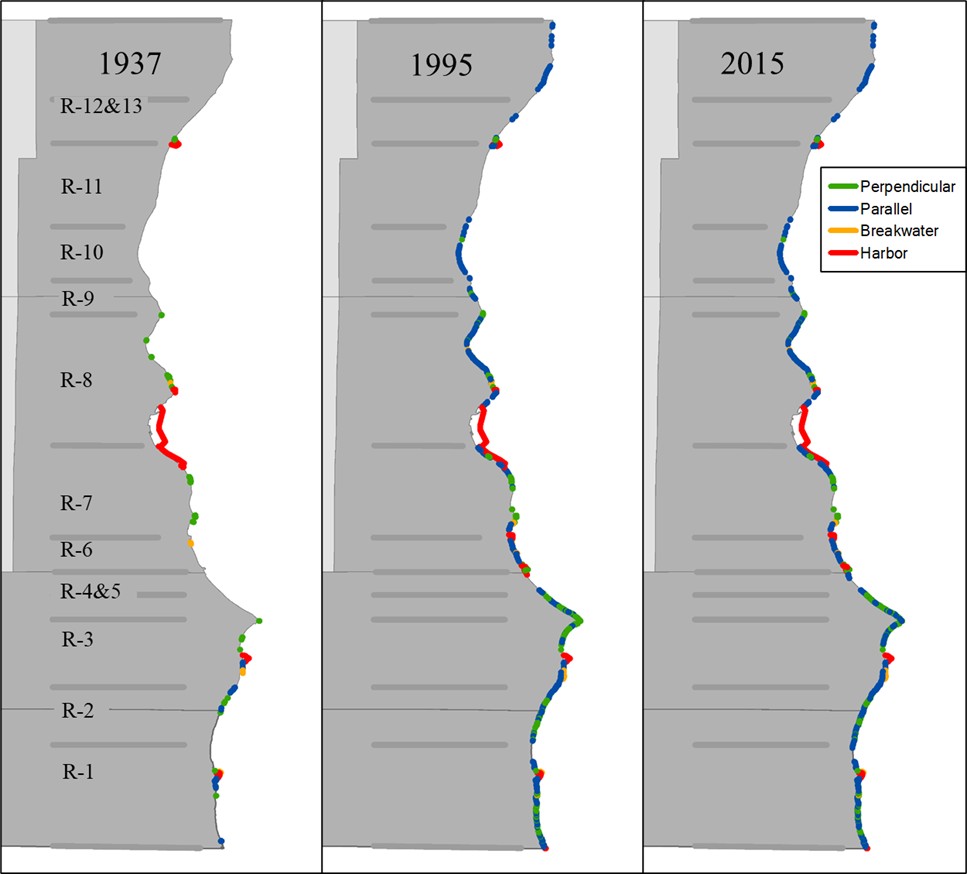 1937
1995
2015
R-12&13
R-11
R-10
R-9
R-8
R-7
R-6
R-4&5
R-3
R-2
R-1
Perpendicular
Parallel
Breakwater
Harbor